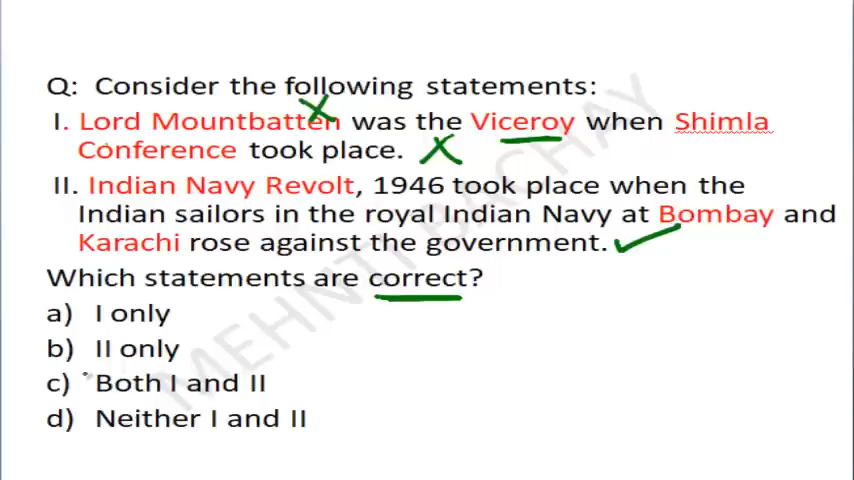 Q: Consider the following statements:
I. Lord Mountbatten was the Viceroy when Shimla
Conference took place.
II. Indian Navy Revolt, 1946 took place when the
Indian sailors in the royal Indian Navy at Bombay and
Karachi rose against the government.
Which statements are correct?
a) I only
b) II only
c) Both I and II
d) Neither I and II
MEHNTI BACHAY